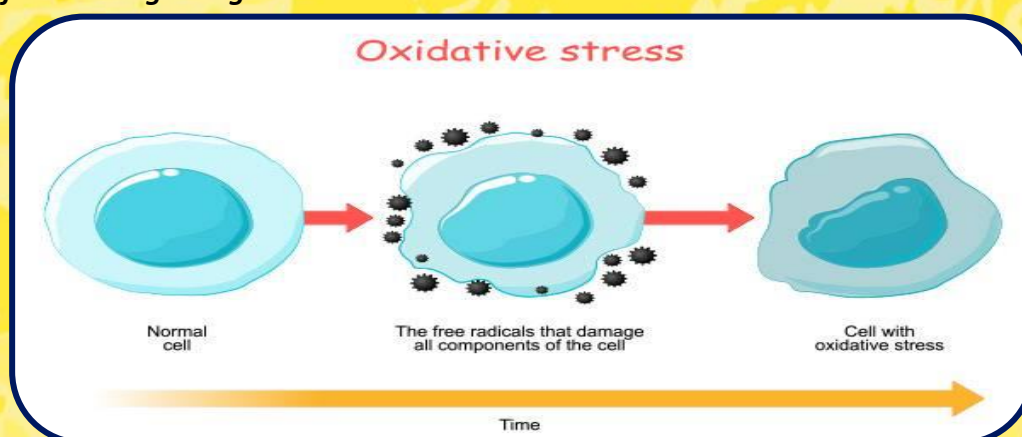 Oxidative stress
Normal
cell
The free radicals that damage
all components of the cell
Cell with
oxidative stress
Time